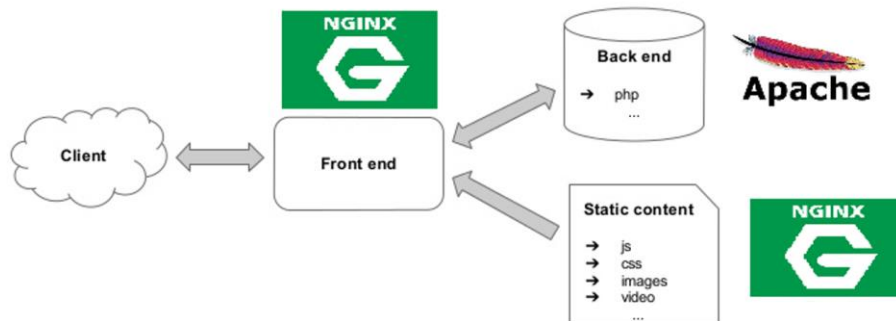 NGINX
Back end
➔ php
...
Apache
Client
Front end
Static content
➔ js
➔ css
➔ images
➔ video
...
NGINX